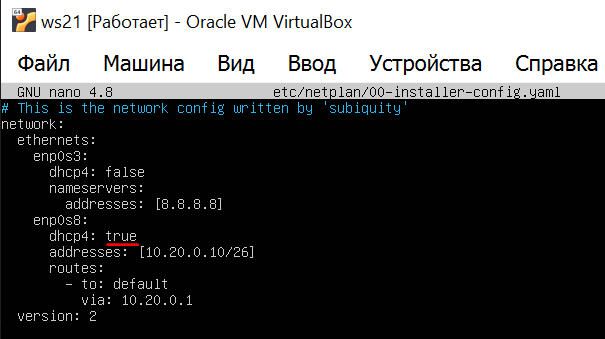 64
ws21 [Работает] - Oracle VM VirtualBox
Файл Машина Вид Ввод Устройства Справка
GNU nano 4.8 etc/netplan/00-installer-config.yaml
# This is the network config written by 'subiquity'
network:
  ethernets:
    enp0s3:
      dhcp4: false
      nameservers:
        addresses: [8.8.8.8]
    enp0s8:
      dhcp4: true
      addresses: [10.20.0.10/26]
      routes:
        - to: default
          via: 10.20.0.1
  version: 2